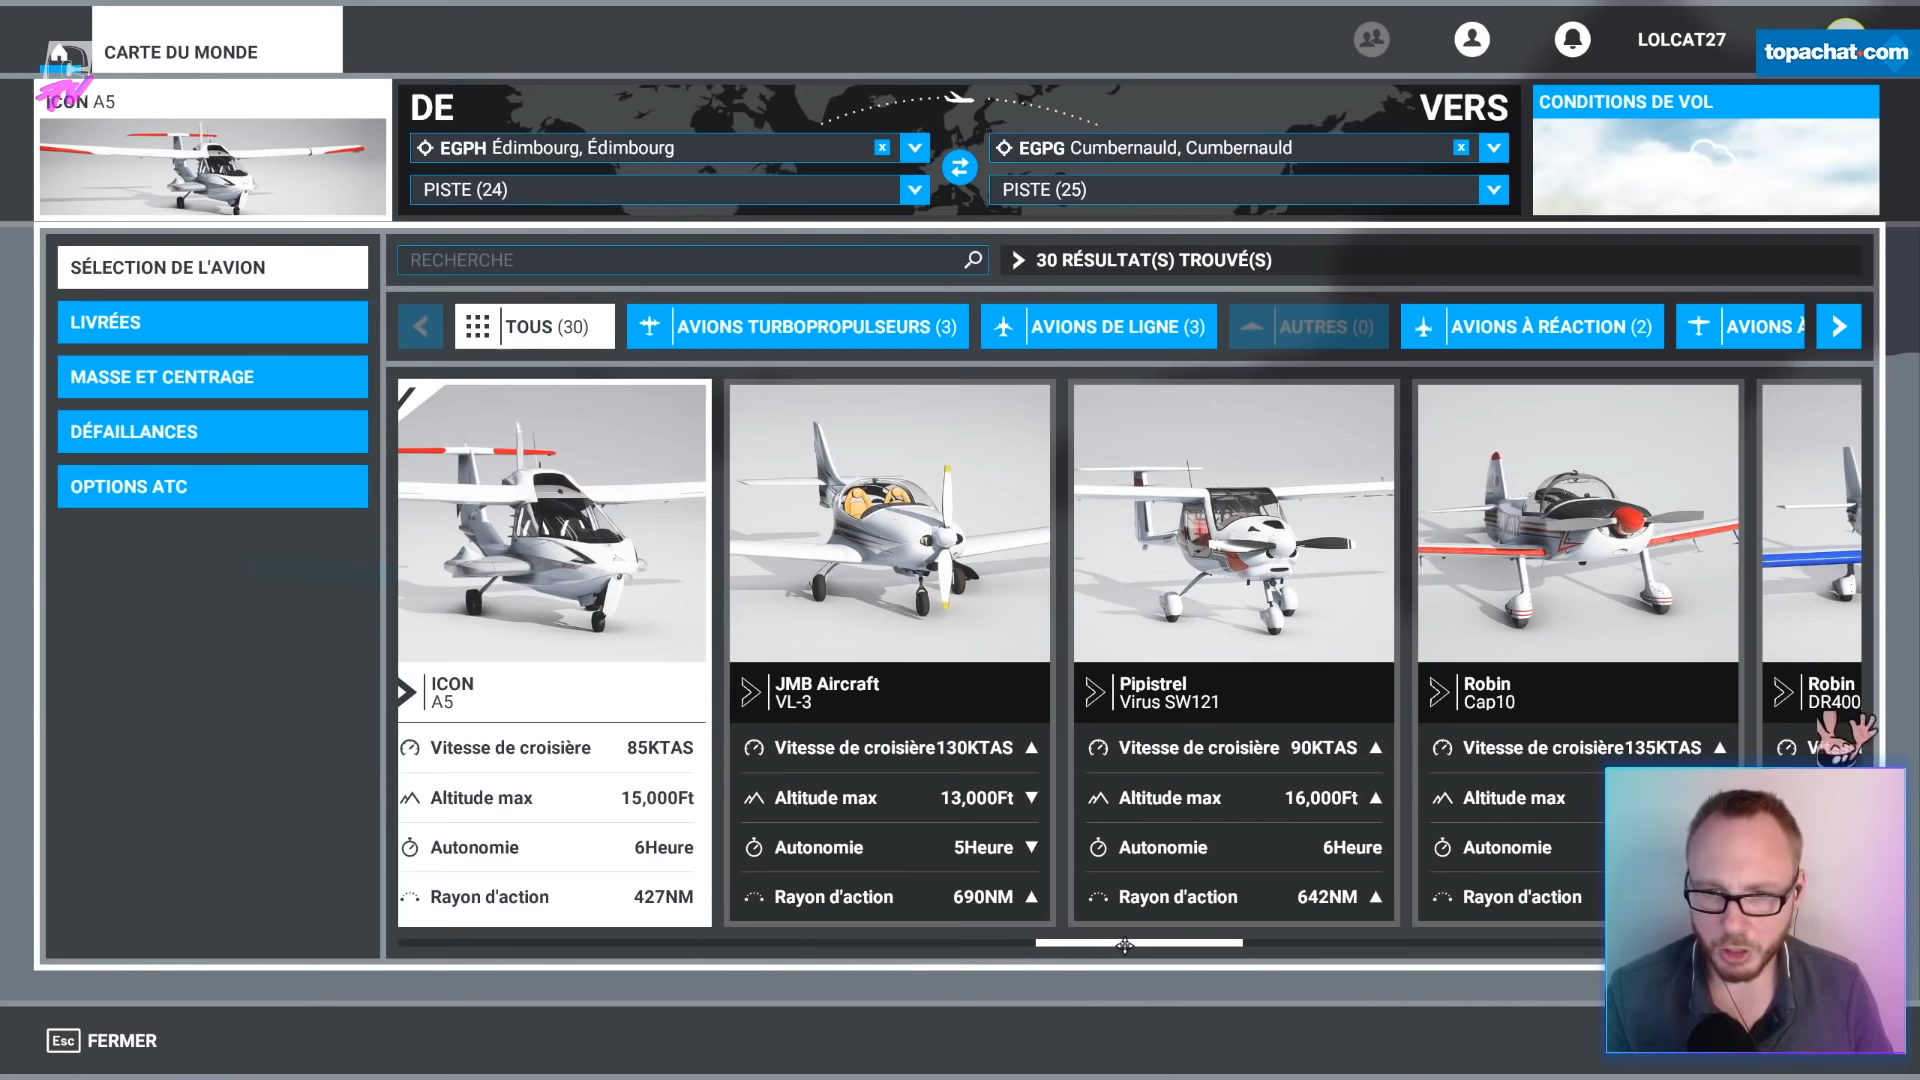 CARTE DU MONDE
LOLCAT27
topachat.com
ICON A5
DE
VERS
CONDITIONS DE VOL
EGPH Édimbourg, Édimbourg
x
EGPG Cumbernauld, Cumbernauld
x
PISTE (24)
PISTE (25)
SÉLECTION DE L'AVION
LIVRÉES
MASSE ET CENTRAGE
DÉFAILLANCES
OPTIONS ATC
RECHERCHE
30 RÉSULTAT(S) TROUVÉ(S)
TOUS (30)
AVIONS TURBOPROPULSEURS (3)
AVIONS DE LIGNE (3)
AUTRES (0)
AVIONS À RÉACTION (2)
AVIONS À
ICON
A5
Vitesse de croisière 85KTAS
Altitude max 15,000Ft
Autonomie 6Heure
Rayon d'action 427NM
JMB Aircraft
VL-3
Vitesse de croisière130KTAS
Altitude max 13,000Ft
Autonomie 5Heure
Rayon d'action 690NM
Pipistrel
Virus SW121
Vitesse de croisière 90KTAS
Altitude max 16,000Ft
Autonomie 6Heure
Rayon d'action 642NM
Robin
Cap10
Vitesse de croisière135KTAS
Altitude max
Autonomie
Rayon d'action
Robin
DR400
Esc FERMER